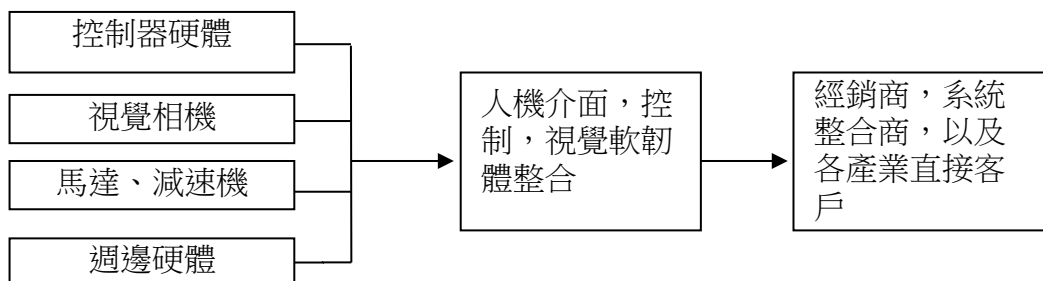 控制器硬體
視覺相機
馬達、減速機
週邊硬體
人機介面，控
制，視覺軟韌
體整合
經銷商，系統
整合商，以及
各產業直接客
戶